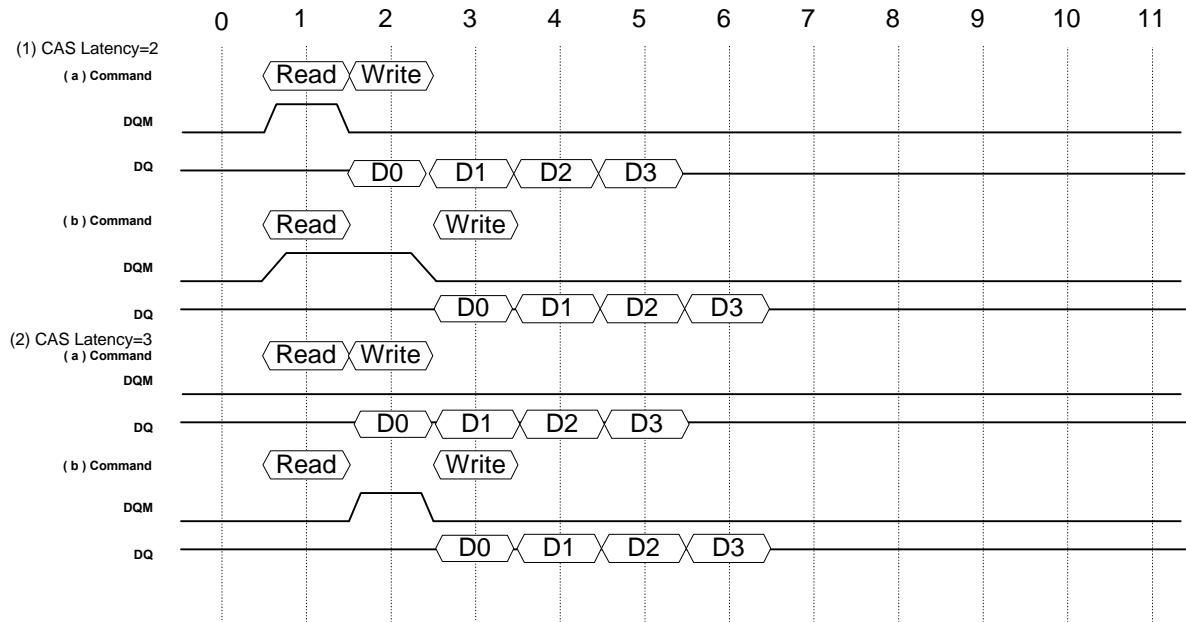 0 1 2 3 4 5 6 7 8 9 10 11
(1) CAS Latency=2
( a ) Command Read Write
DQM
DQ D0 D1 D2 D3
( b ) Command Read Write
DQM
DQ D0 D1 D2 D3
(2) CAS Latency=3
( a ) Command Read Write
DQM
DQ D0 D1 D2 D3
( b ) Command Read Write
DQM
DQ D0 D1 D2 D3